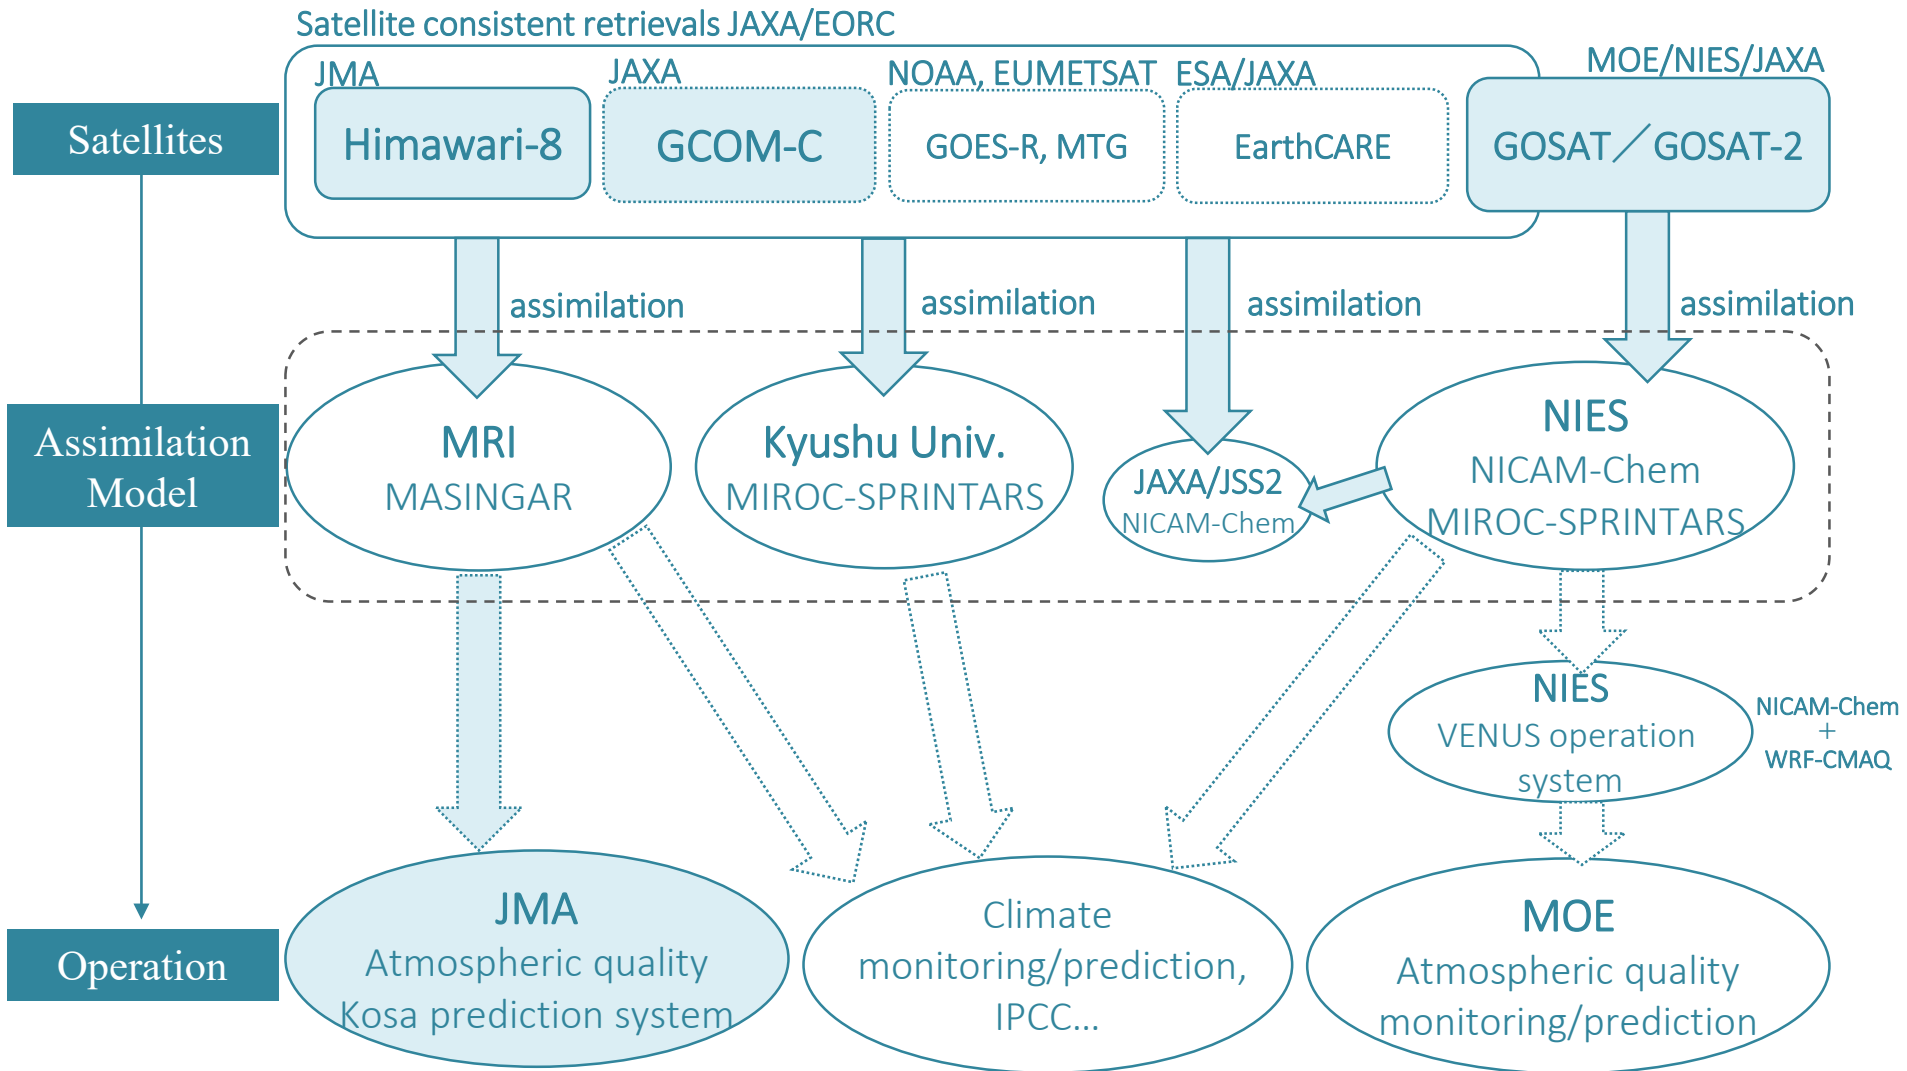 Satellite consistent retrievals JAXA/EORC
JMA
JAXA
NOAA, EUMETSAT
ESA/JAXA
MOE/NIES/JAXA
Satellites
Himawari-8
GCOM-C
GOES-R, MTG
EarthCARE
GOSAT／GOSAT-2
assimilation
assimilation
assimilation
assimilation
Assimilation
Model
MRI
MASINGAR
Kyushu Univ.
MIROC-SPRINTARS
JAXA/JSS2
NICAM-Chem
NIES
NICAM-Chem
MIROC-SPRINTARS
NIES
VENUS operation
system
NICAM-Chem
+
WRF-CMAQ
Operation
JMA
Atmospheric quality
Kosa prediction system
Climate
monitoring/prediction,
IPCC...
MOE
Atmospheric quality
monitoring/prediction